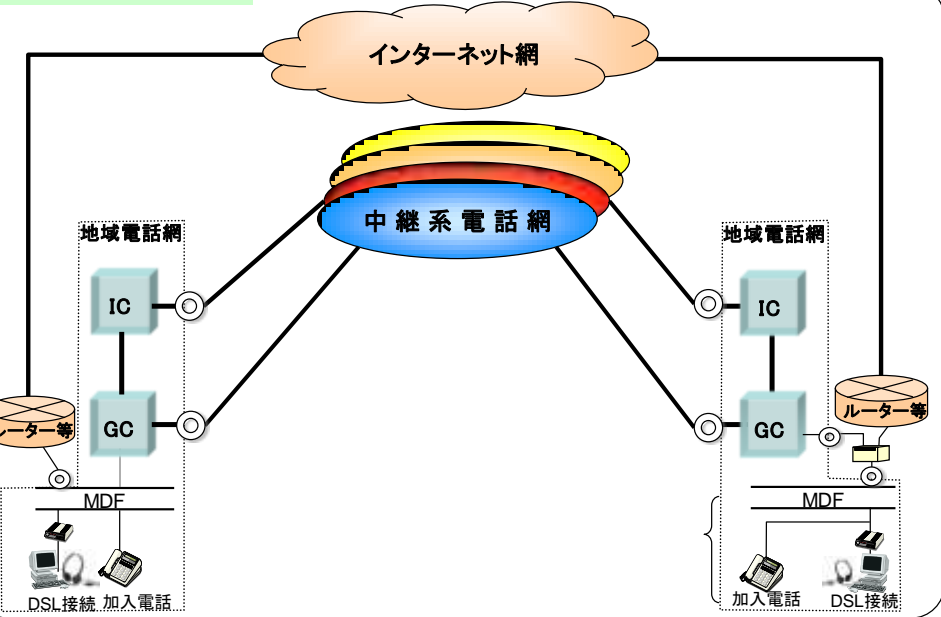 インターネット網
中継系電話網
地域電話網
地域電話網
IC
IC
GC
GC
ルーター等
ルーター等
MDF
MDF
DSL接続
加入電話
加入電話
DSL接続